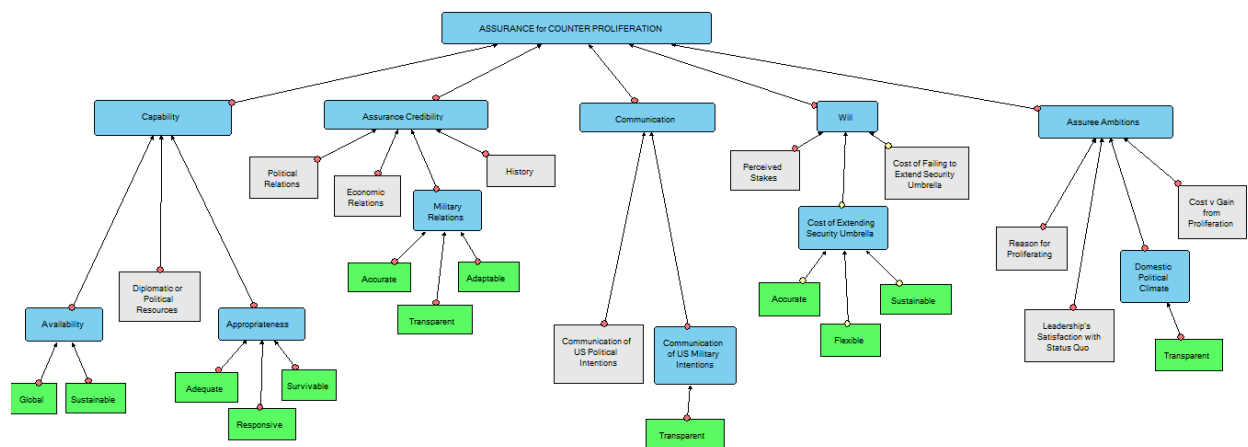 ASSURANCE for COUNTER PROLIFERATION
Capability
Assurance Credibility
Communication
Will
Assuree Ambitions
Political
Relations
Economic
Relations
Military
Relations
History
Perceived
Stakes
Cost of Failing to
Extend Security
Umbrella
Cost of Extending
Security Umbrella
Reason for
Proliferating
Leadership's
Satisfaction with
Status Quo
Domestic
Political
Climate
Cost v Gain
from
Proliferation
Availability
Diplomatic or
Political
Resources
Appropriateness
Accurate
Transparent
Adaptable
Communication of
US Political
Intentions
Communication
of US Military
Intentions
Accurate
Flexible
Sustainable
Transparent
Global
Sustainable
Adequate
Responsive
Survivable
Transparent